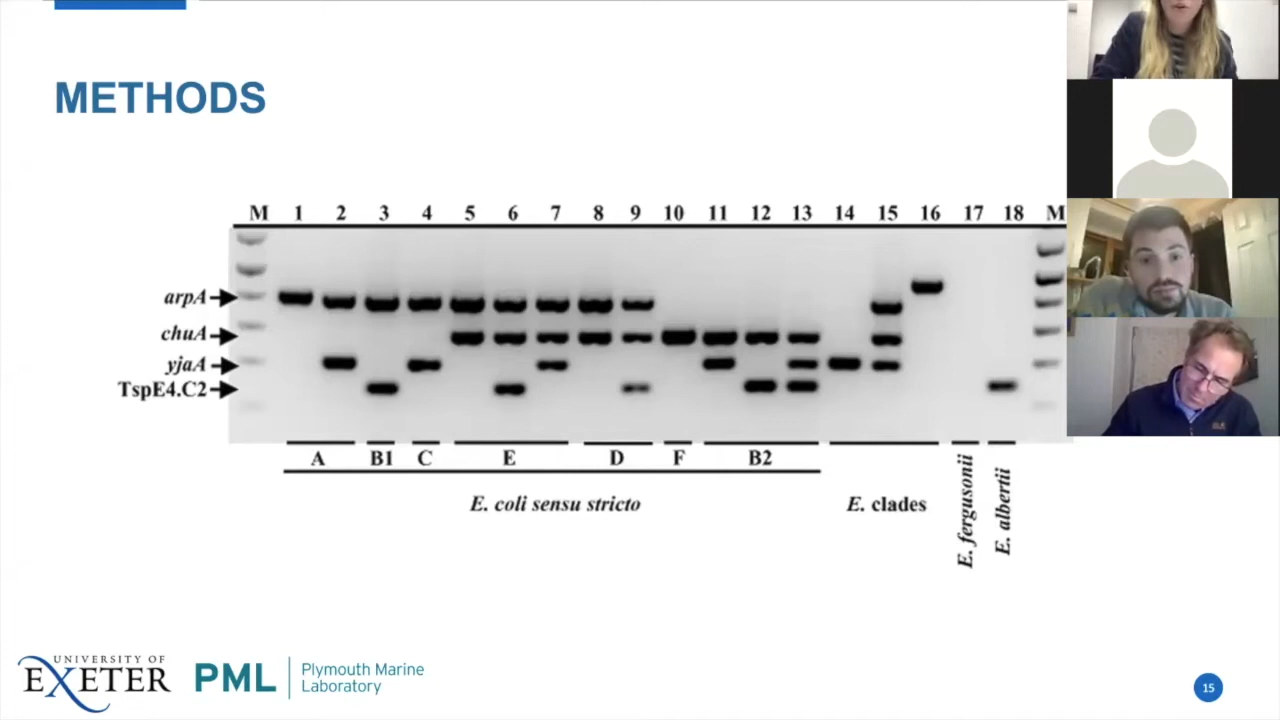 METHODS
M 1 2 3 4 5 6 7 8 9 10 11 12 13 14 15 16 17 18 M
arpA
chuA
yjaA
TspE4.C2
A B1 C E D F B2
E. coli sensu stricto
E. clades
E. fergusonii
E. albertii
UNIVERSITY OF
EXETER
PML
Plymouth Marine
Laboratory
15